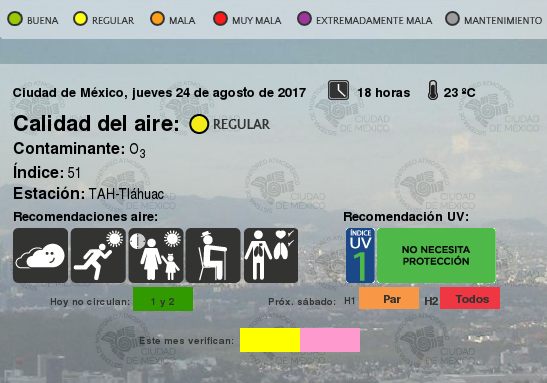 BUENA REGULAR MALA MUY MALA EXTREMADAMENTE MALA MANTENIMIENTO
Ciudad de México, jueves 24 de agosto de 2017 18 horas 23 ºC
Calidad del aire: REGULAR
Contaminante: O3
Índice: 51
Estación: TAH-Tláhuac
Recomendaciones aire: Recomendación UV:
ÍNDICE
UV
1
NO NECESITA
PROTECCIÓN
Hoy no circulan: 1 y 2 Próx. sábado: H1 Par H2 Todos
Este mes verifican:
CIUDAD
DE MÉXICO